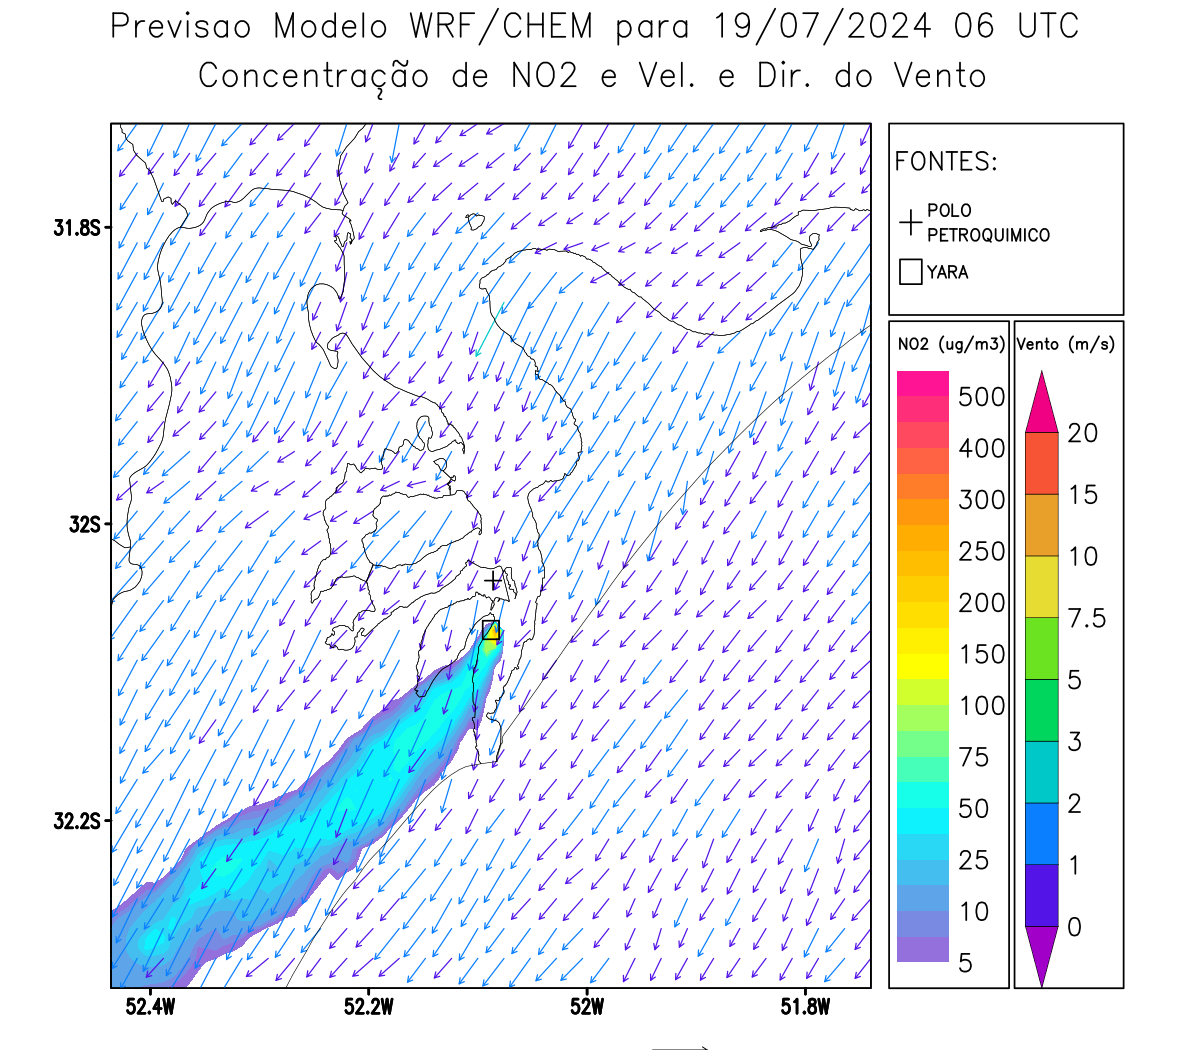 Previsao Modelo WRF/CHEM para 19/07/2024 06 UTC
Concentração de NO2 e Vel. e Dir. do Vento
FONTES:
POLO
PETROQUIMICO
YARA
NO2 (ug/m3)
500
400
300
250
200
150
100
75
50
25
10
5
Vento (m/s)
20
15
10
7.5
5
3
2
1
0
31.8S
32S
32.2S
52.4W
52.2W
52W
51.8W